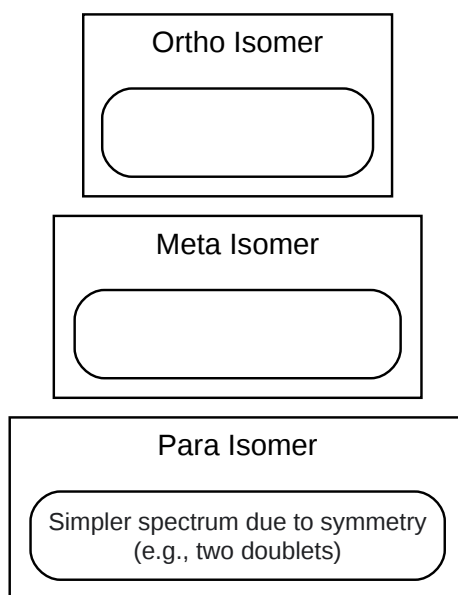 Ortho Isomer
Meta Isomer
Para Isomer
Simpler spectrum due to symmetry
(e.g., two doublets)